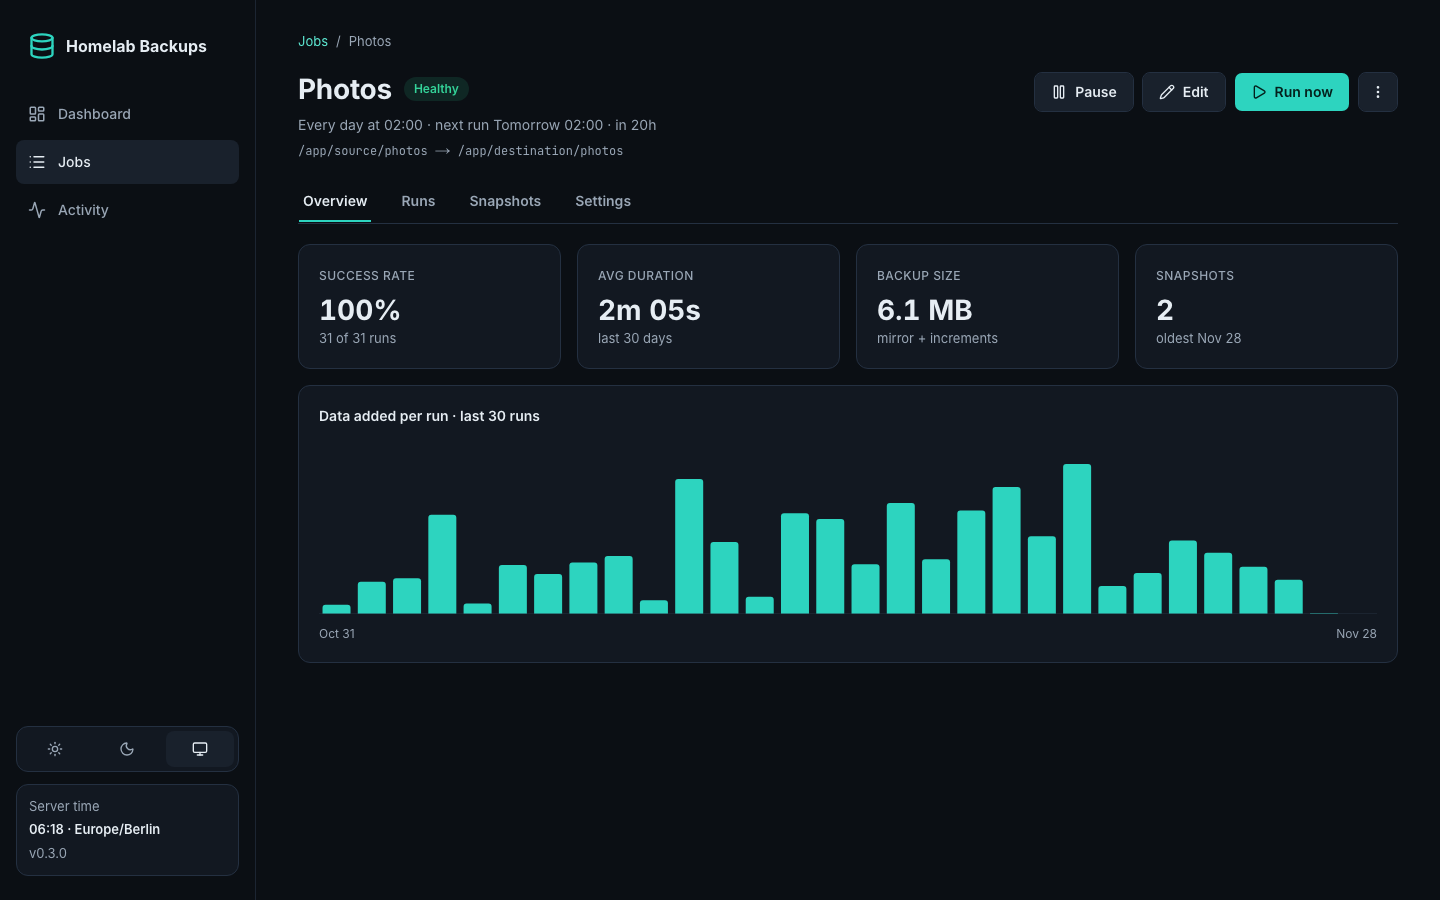 Homelab Backups
Dashboard
Jobs
Activity
Server time
06:18 · Europe/Berlin
v0.3.0
Jobs / Photos
Photos Healthy
Pause Edit Run now
Every day at 02:00 · next run Tomorrow 02:00 · in 20h
/app/source/photos → /app/destination/photos
Overview Runs Snapshots Settings
SUCCESS RATE
100%
31 of 31 runs
AVG DURATION
2m 05s
last 30 days
BACKUP SIZE
6.1 MB
mirror + increments
SNAPSHOTS
2
oldest Nov 28
Data added per run · last 30 runs
Oct 31 Nov 28